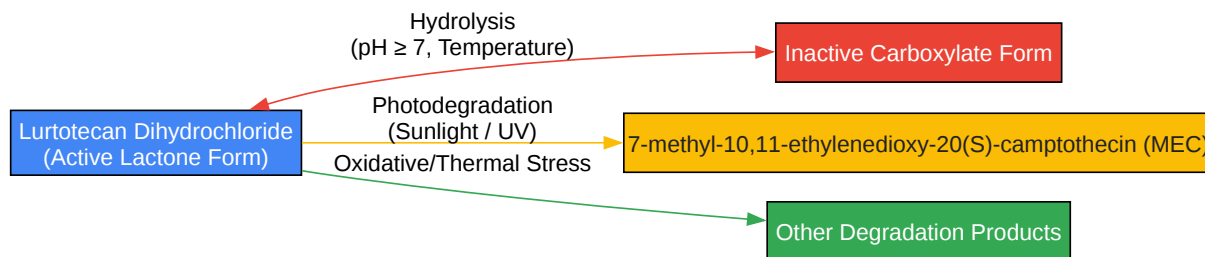 Hydrolysis
(pH ≥ 7, Temperature)
Inactive Carboxylate Form
Lurtotecan Dihydrochloride
(Active Lactone Form)
Photodegradation
(Sunlight / UV)
7-methyl-10,11-ethylenedioxy-20(S)-camptothecin (MEC)
Oxidative/Thermal Stress
Other Degradation Products